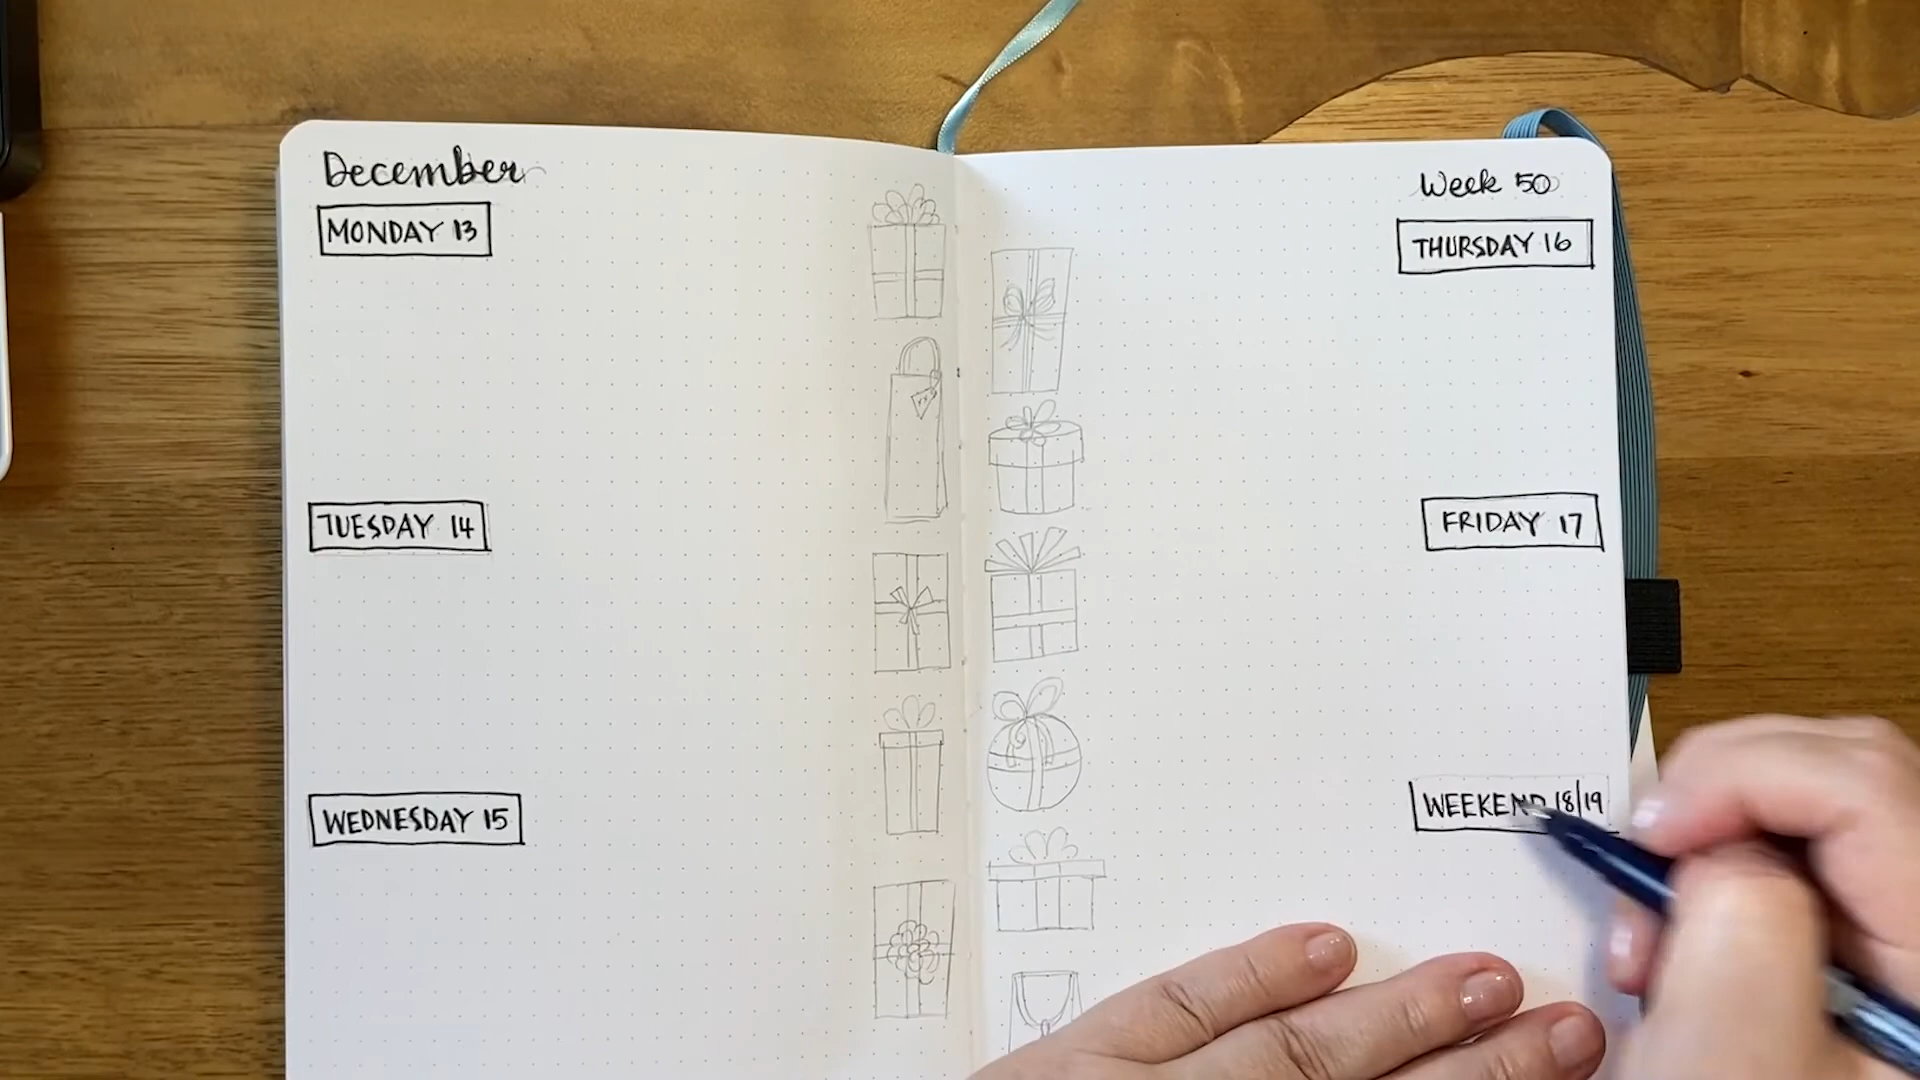 December
MONDAY 13
TUESDAY 14
WEDNESDAY 15
Week 50
THURSDAY 16
FRIDAY 17
WEEKEND 18/19